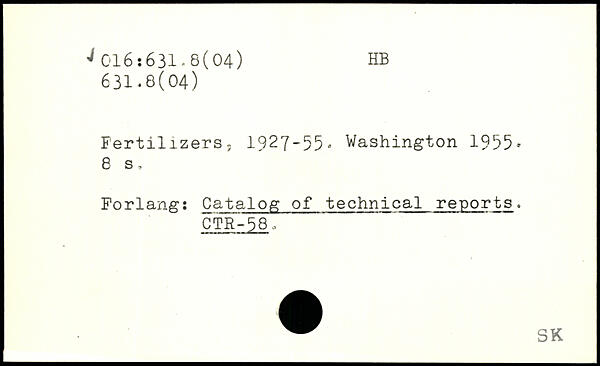 016:631.8(04) HB
631.8(04)
Fertilizers, 1927-55. Washington 1955.
8 s.
Forlang: Catalog of technical reports.
CTR-58.
SK